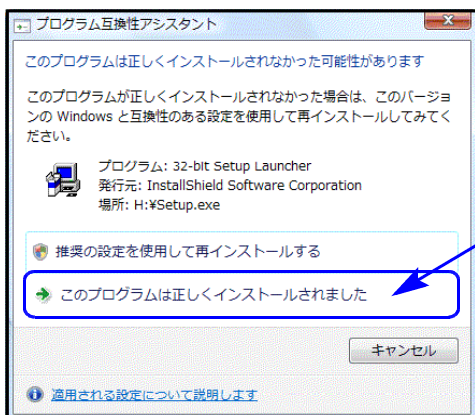 プログラム互換性アシスタント
このプログラムは正しくインストールされなかった可能性があります
このプログラムが正しくインストールされなかった場合は、このバージョ
ンの Windows と互換性のある設定を使用して再インストールしてみてく
ださい。
プログラム: 32-bit Setup Launcher
発行元: InstallShield Software Corporation
場所: H:¥Setup.exe
推奨の設定を使用して再インストールする
このプログラムは正しくインストールされました
キャンセル
適用される設定について説明します